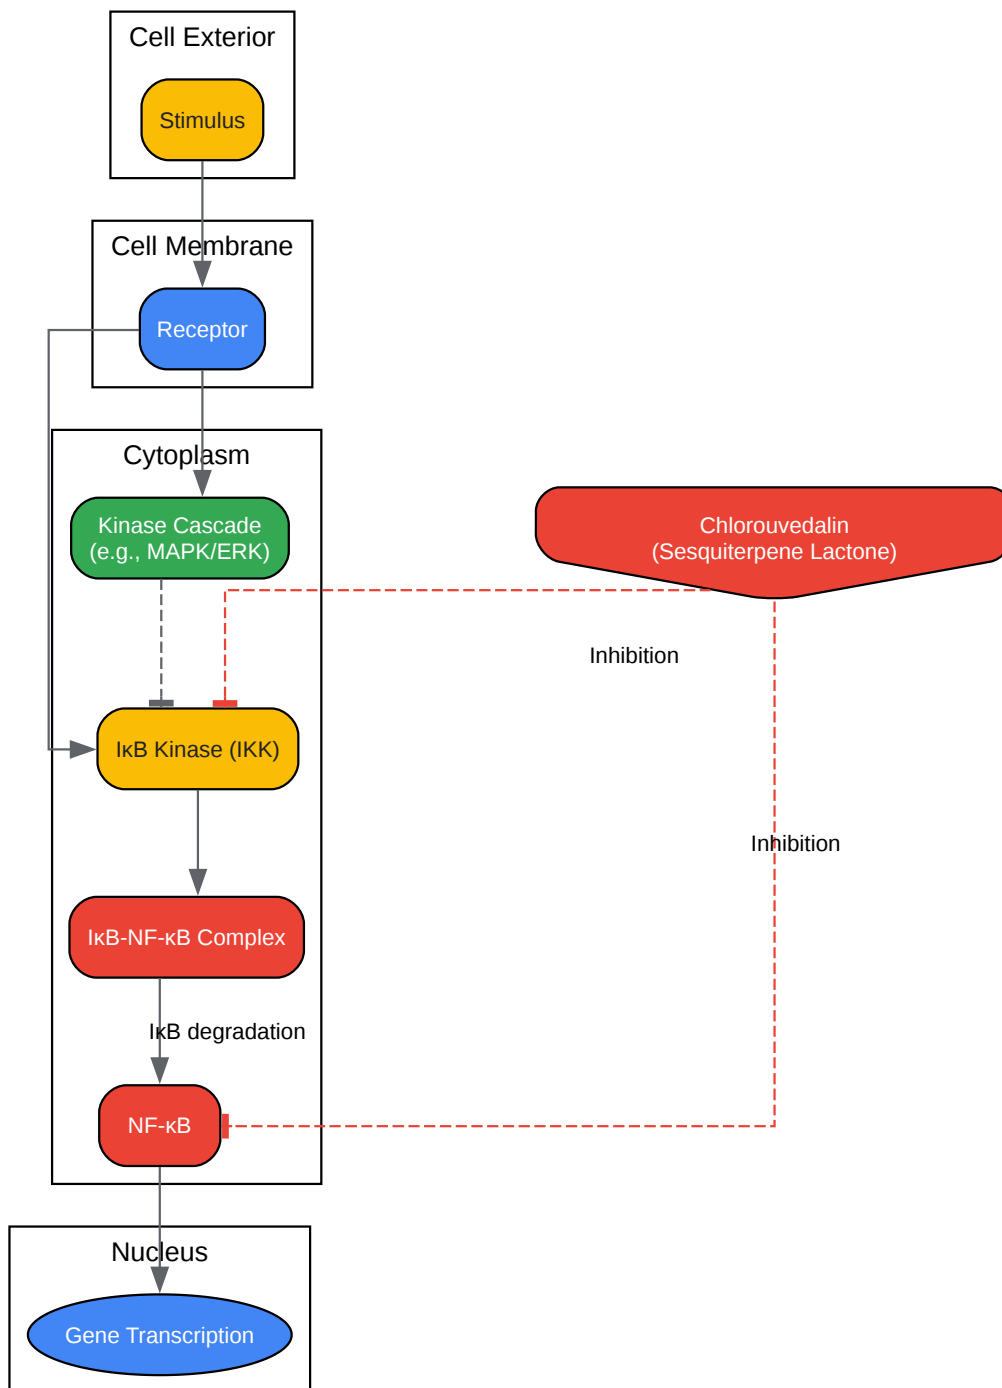 Cell Exterior
Stimulus
Cell Membrane
Receptor
Cytoplasm
Kinase Cascade
(e.g., MAPK/ERK)
Chlorouvedalin
(Sesquiterpene Lactone)
Inhibition
IκB Kinase (IKK)
Inhibition
IκB-NF-κB Complex
IκB degradation
NF-κB
Nucleus
Gene Transcription